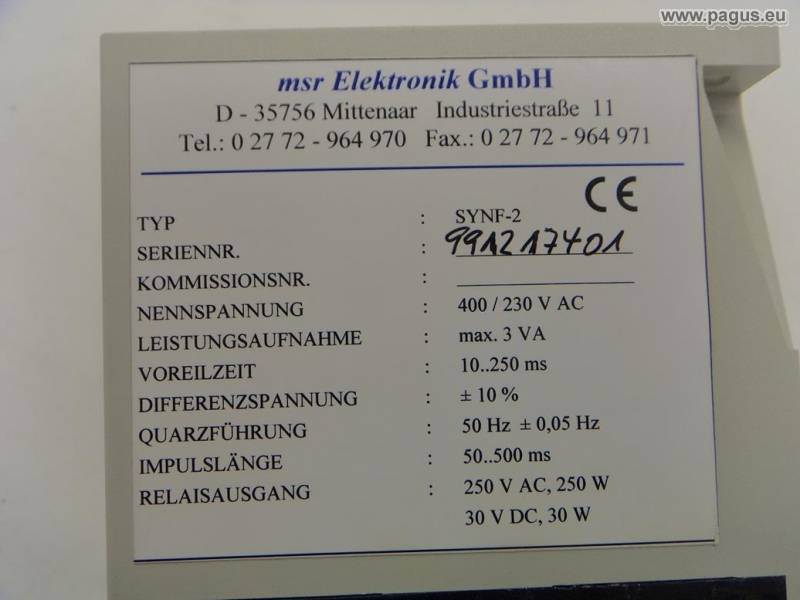 www.pagus.eu
msr Elektronik GmbH
D - 35756 Mittenaar Industriestraße 11
Tel.: 0 27 72 - 964 970 Fax.: 0 27 72 - 964 971
CE
TYP : SYNF-2
SERIENNR. : 991217401
KOMMISSIONSNR. :
NENNSPANNUNG : 400 / 230 V AC
LEISTUNGSAUFNAHME : max. 3 VA
VOREILZEIT : 10..250 ms
DIFFERENZSPANNUNG : ± 10 %
QUARZFÜHRUNG : 50 Hz ± 0,05 Hz
IMPULSLÄNGE : 50..500 ms
RELAISAUSGANG : 250 V AC, 250 W
30 V DC, 30 W